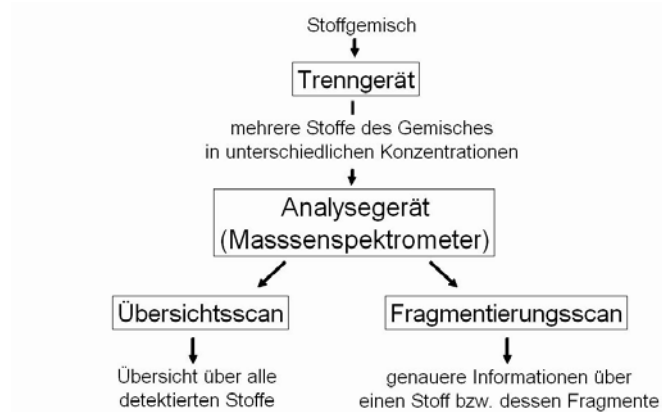 Stoffgemisch
Trenngerät
mehrere Stoffe des Gemisches
in unterschiedlichen Konzentrationen
Analysegerät
(Masssenspektrometer)
Übersichtsscan
Fragmentierungsscan
Übersicht über alle
detektierten Stoffe
genauere Informationen über
einen Stoff bzw. dessen Fragmente